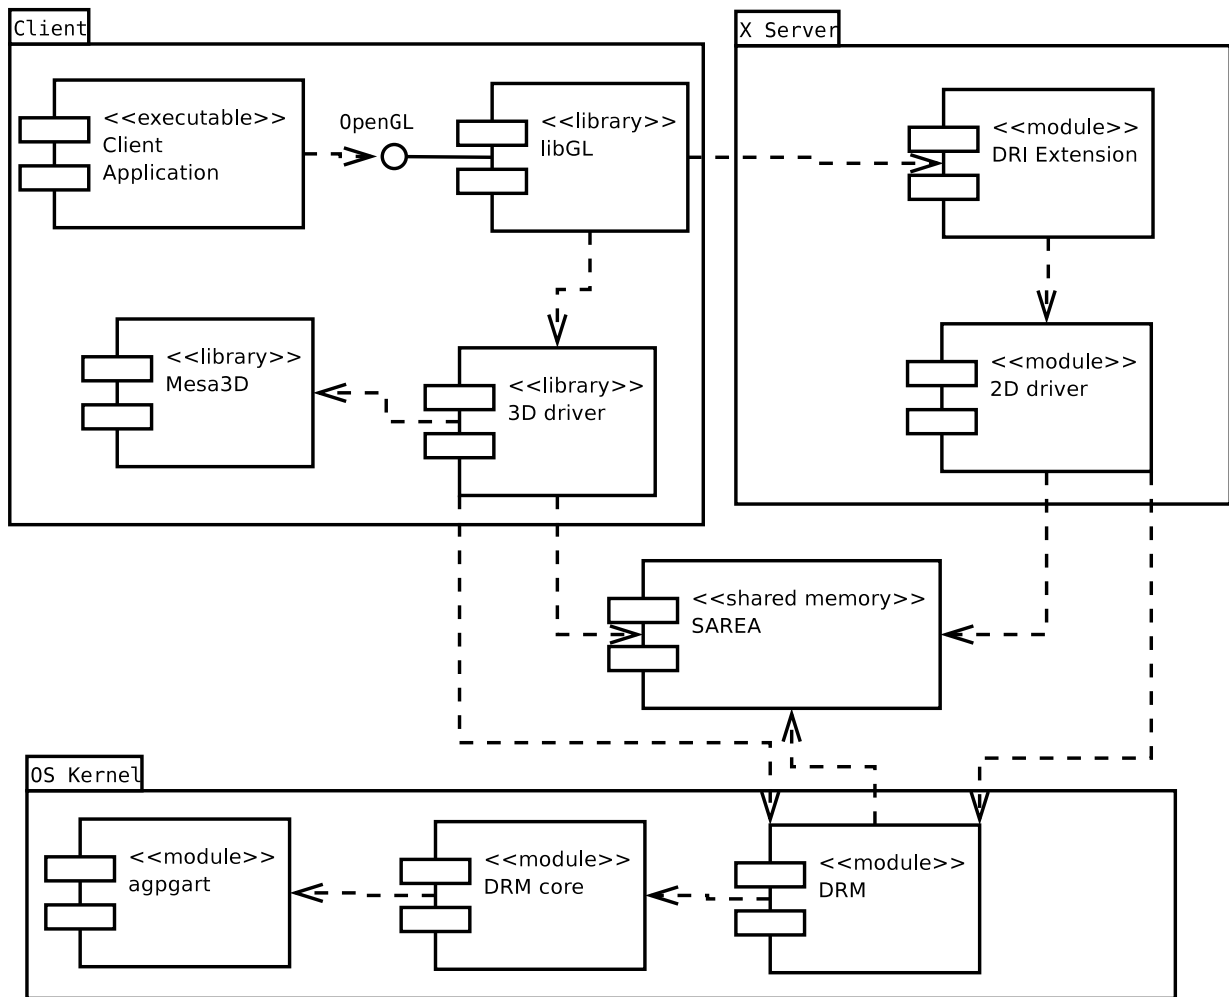 Client
X Server
<<executable>>
Client
Application
OpenGL
<<library>>
libGL
<<module>>
DRI Extension
<<library>>
Mesa3D
<<library>>
3D driver
<<module>>
2D driver
<<shared memory>>
SAREA
OS Kernel
<<module>>
agpgart
<<module>>
DRM core
<<module>>
DRM